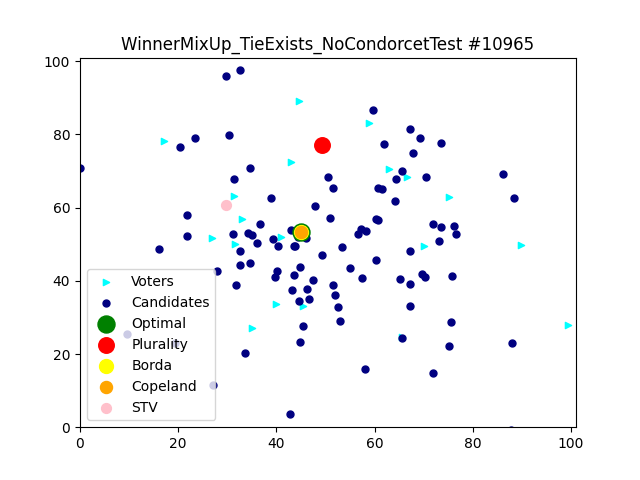 WinnerMixUp_TieExists_NoCondorcetTest #10965
100
80
60
40
20
0
Voters
Candidates
Optimal
Plurality
Borda
Copeland
STV
0 20 40 60 80 100